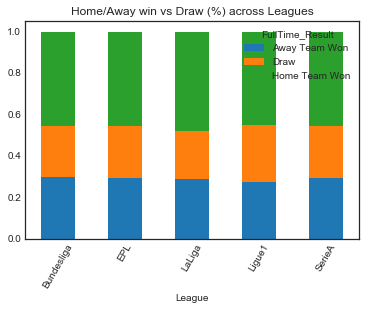 Home/Away win vs Draw (%) across Leagues
FullTime_Result
Away Team Won
Draw
Home Team Won
1.0
0.8
0.6
0.4
0.2
0.0
Bundesliga
EPL
LaLiga
Ligue1
SerieA
League